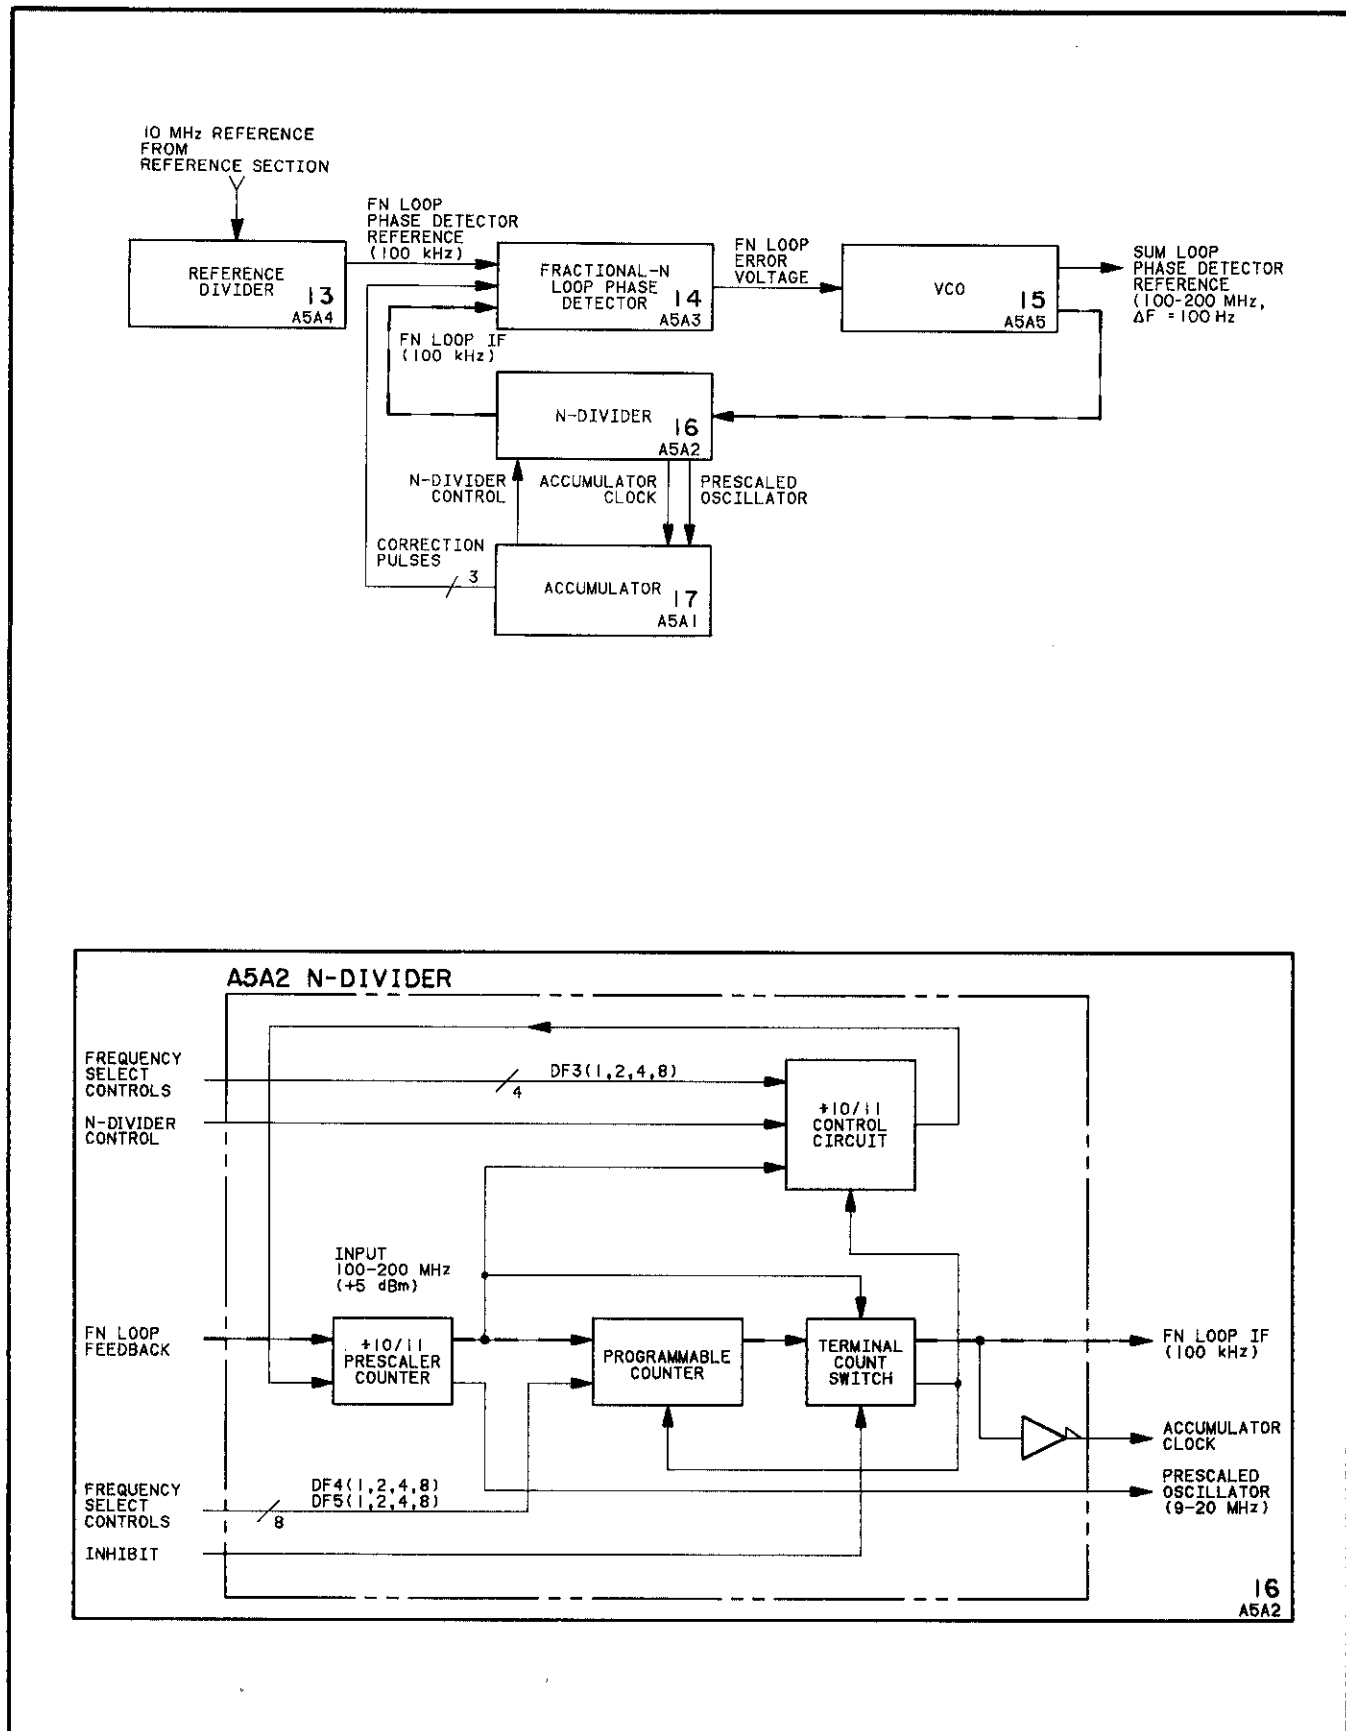 10 MHz REFERENCE
FROM
REFERENCE SECTION
REFERENCE
DIVIDER
13
A5A4
FN LOOP
PHASE DETECTOR
REFERENCE
(100 kHz)
FRACTIONAL-N
LOOP PHASE
DETECTOR
14
A5A3
FN LOOP
ERROR
VOLTAGE
VCO
15
A5A5
SUM LOOP
PHASE DETECTOR
REFERENCE
(100-200 MHz,
ΔF = 100 Hz
FN LOOP IF
(100 kHz)
N-DIVIDER
16
A5A2
N-DIVIDER
CONTROL
ACCUMULATOR
CLOCK
PRESCALED
OSCILLATOR
CORRECTION
PULSES
3
ACCUMULATOR
17
A5A1
A5A2 N-DIVIDER
FREQUENCY
SELECT
CONTROLS
4
DF3(1,2,4,8)
N-DIVIDER
CONTROL
÷10/11
CONTROL
CIRCUIT
INPUT
100-200 MHz
(+5 dBm)
FN LOOP
FEEDBACK
÷10/11
PRESCALER
COUNTER
PROGRAMMABLE
COUNTER
TERMINAL
COUNT
SWITCH
FN LOOP IF
(100 kHz)
ACCUMULATOR
CLOCK
PRESCALED
OSCILLATOR
(9-20 MHz)
FREQUENCY
SELECT
CONTROLS
8
DF4(1,2,4,8)
DF5(1,2,4,8)
INHIBIT
16
A5A2